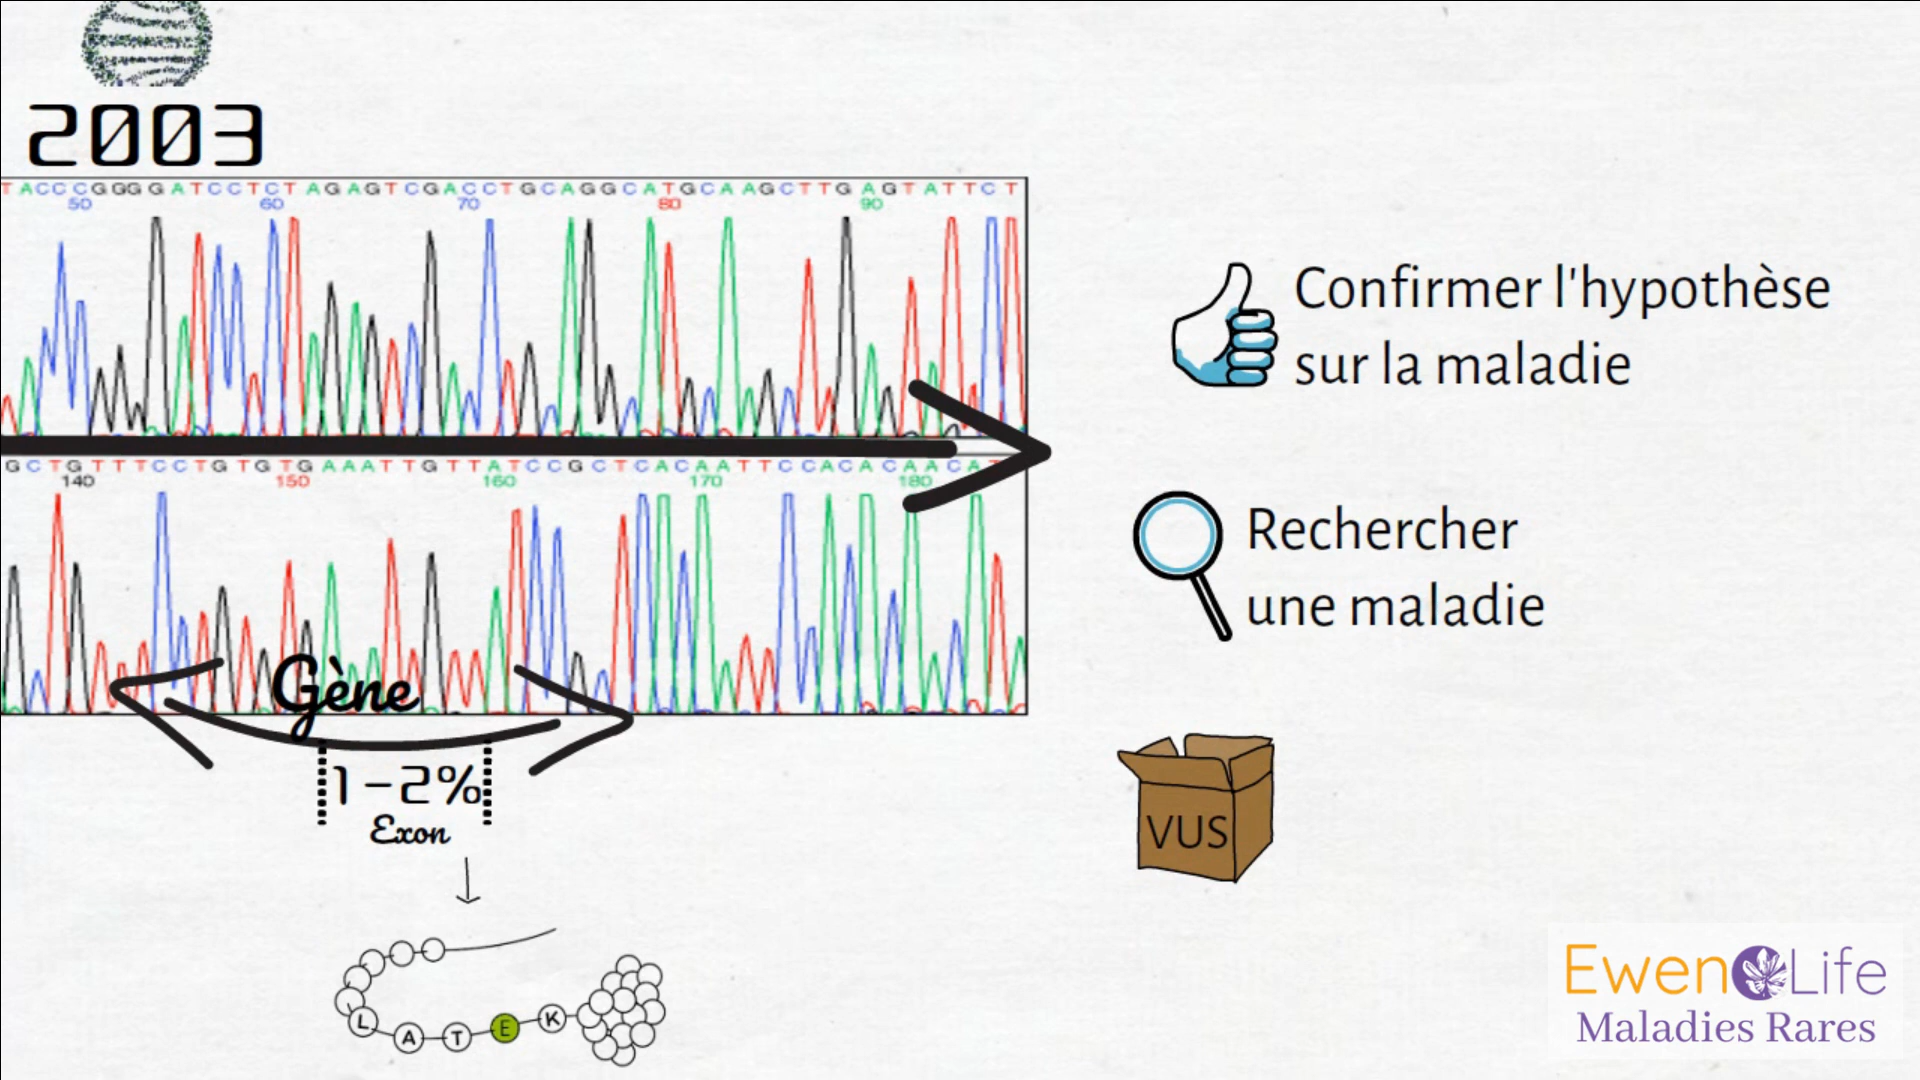 2003
TACCCGGGGATCCTCTAGAGTCGACCTGCAGGCATGCAAGCTTGAGTATTCT
50 60 70 80 90
GCTGTTTCCTGTGTGAAATTGTTATCCGCTCACAATTCCACACAACAT
140 150 160 170 180
Gène
1-2%
Exon
L A T E K
Confirmer l'hypothèse
sur la maladie
Rechercher
une maladie
VUS
Ewen Life
Maladies Rares